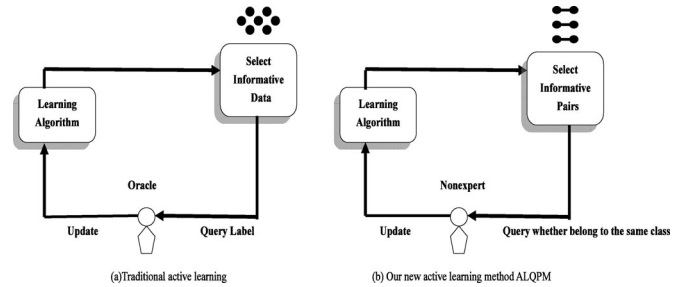 Select
Informative
Data
Learning
Algorithm
Oracle
Update
Query Label
(a)Traditional active learning
Select
Informative
Pairs
Learning
Algorithm
Nonexpert
Update
Query whether belong to the same class
(b) Our new active learning method ALQPM